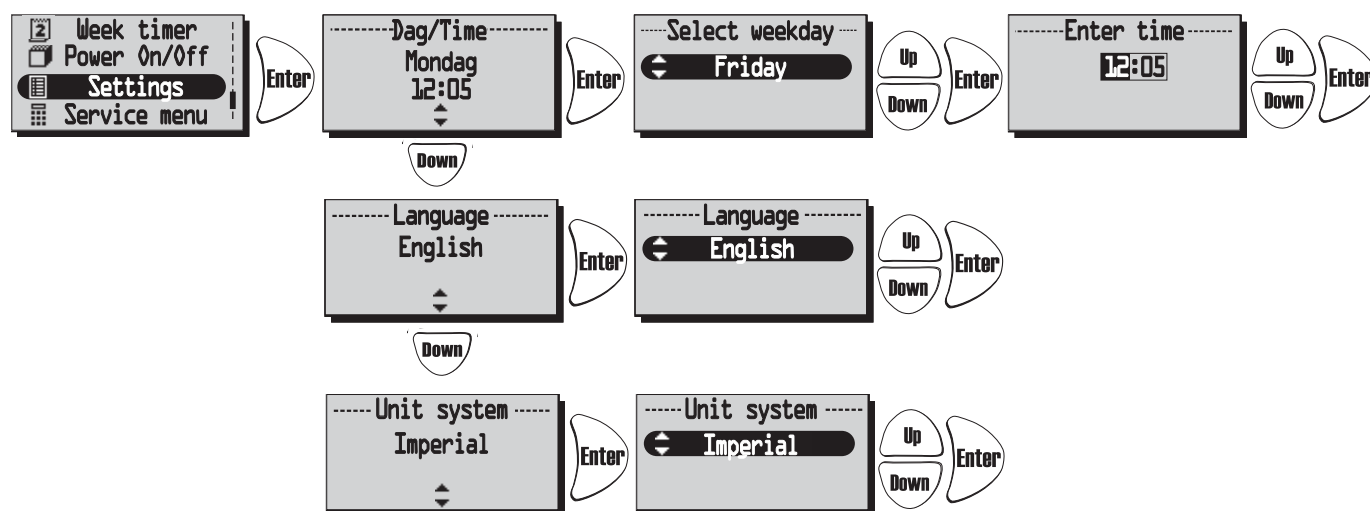 2 Week timer
Power On/Off
Settings
Service menu
Enter
Dag/Time
Mondag
12:05
Enter
Select weekday
Friday
Up
Down
Enter
Enter time
12:05
Up
Down
Enter
Down
Language
English
Enter
Language
English
Up
Down
Enter
Down
Unit system
Imperial
Enter
Unit system
Imperial
Up
Down
Enter